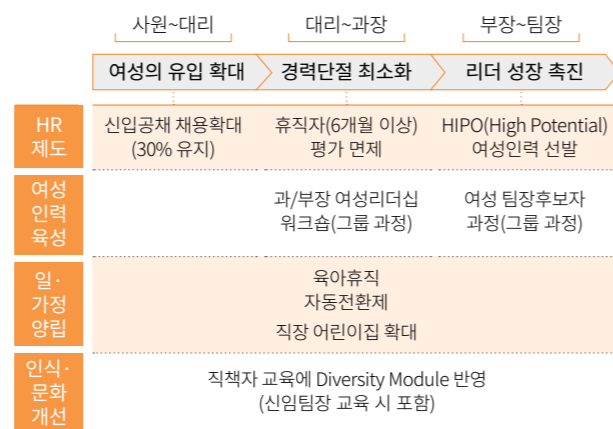 사원~대리
대리~과장
부장~팀장
여성의 유입 확대
경력단절 최소화
리더 성장 촉진
HR
제도
신입공채 채용확대
(30% 유지)
휴직자(6개월 이상)
평가 면제
HIPO(High Potential)
여성인력 선발
여성
인력
육성
과/부장 여성리더십
워크숍(그룹 과정)
여성 팀장후보자
과정(그룹 과정)
일·
가정
양립
육아휴직
자동전환제
직장 어린이집 확대
인식·
문화
개선
직책자 교육에 Diversity Module 반영
(신임팀장 교육 시 포함)